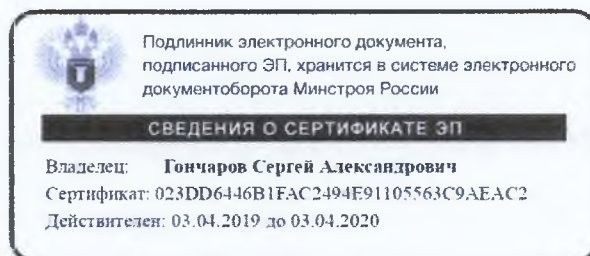 Подлинник электронного документа,
подписанного ЭП, хранится в системе электронного
документооборота Минстроя России
СВЕДЕНИЯ О СЕРТИФИКАТЕ ЭП
Владелец: Гончаров Сергей Александрович
Сертификат: 023DD6446B1FAC2494E91105563C9AEAC2
Действителен: 03.04.2019 до 03.04.2020